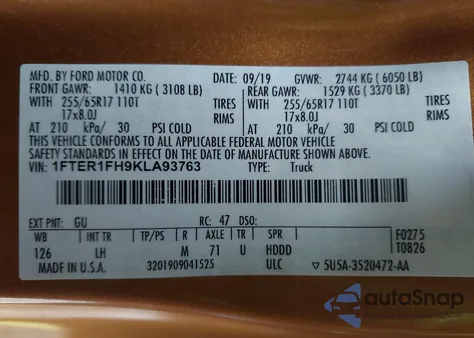 MFD. BY FORD MOTOR CO. DATE: 09/19 GVWR: 2744 KG (6050 LB)
FRONT GAWR: 1410 KG (3108 LB) REAR GAWR: 1529 KG (3370 LB)
WITH 255/65R17 110T TIRES WITH 255/65R17 110T TIRES
17x8.0J RIMS 17x8.0J RIMS
AT 210 kPa/ 30 PSI COLD AT 210 kPa/ 30 PSI COLD
THIS VEHICLE CONFORMS TO ALL APPLICABLE FEDERAL MOTOR VEHICLE
SAFETY STANDARDS IN EFFECT ON THE DATE OF MANUFACTURE SHOWN ABOVE.
VIN: 1FTER1FH9KLA93763 TYPE: Truck
EXT PNT: GU RC: 47 DSO: F0275
WB INT TR TP/PS R AXLE TR SPR T0826
126 LH M 71 U HDDD
MADE IN U.S.A. 3201909041525 ULC ▽ 5U5A-3520472-AA
autoSnap